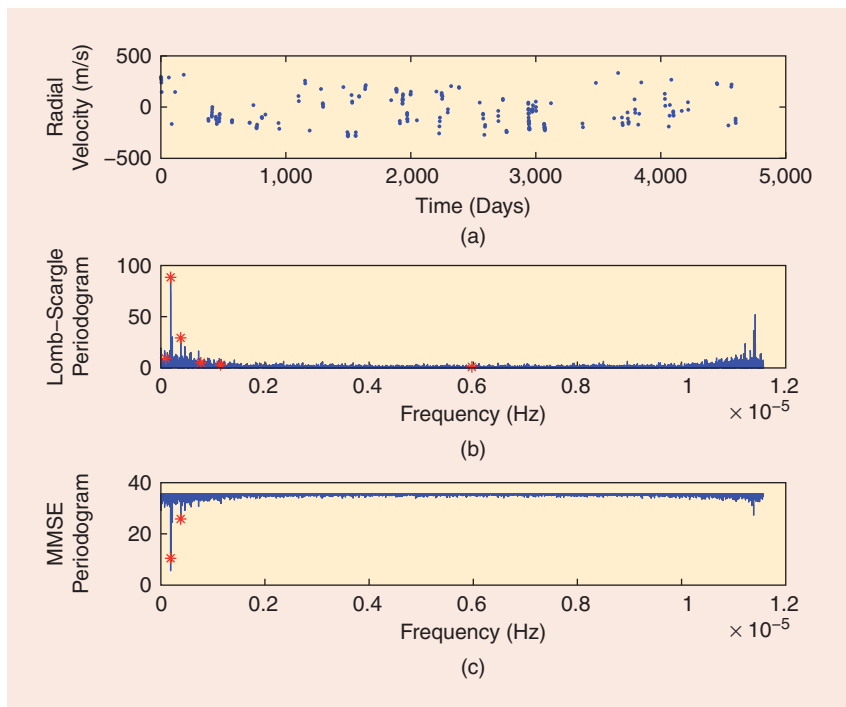 500
0
−500
Radial
Velocity (m/s)
0 1,000 2,000 3,000 4,000 5,000
Time (Days)
(a)
100
50
0
Lomb−Scargle
Periodogram
0 0.2 0.4 0.6 0.8 1 1.2
Frequency (Hz) × 10⁻⁵
(b)
40
20
0
MMSE
Periodogram
0 0.2 0.4 0.6 0.8 1 1.2
Frequency (Hz) × 10⁻⁵
(c)